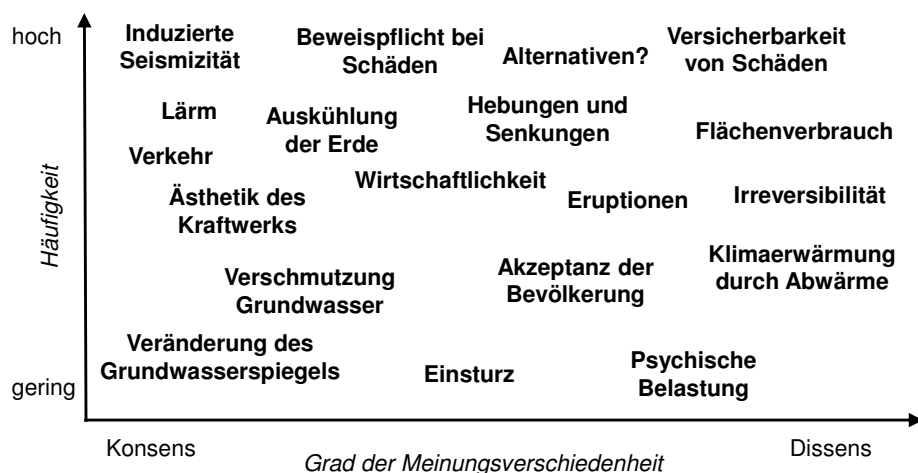 hoch
Induzierte
Seismizität
Beweispflicht bei
Schäden
Alternativen?
Versicherbarkeit
von Schäden
Lärm
Auskühlung
der Erde
Hebungen und
Senkungen
Flächenverbrauch
Verkehr
Wirtschaftlichkeit
Ästhetik des
Kraftwerks
Eruptionen
Irreversibilität
Häufigkeit
Verschmutzung
Grundwasser
Akzeptanz der
Bevölkerung
Klimaerwärmung
durch Abwärme
Veränderung des
Grundwasserspiegels
Einsturz
Psychische
Belastung
gering
Konsens
Grad der Meinungsverschiedenheit
Dissens